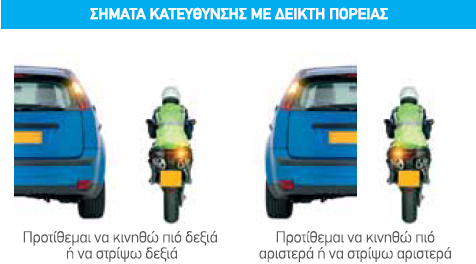 ΣΗΜΑΤΑ ΚΑΤΕΥΘΥΝΣΗΣ ΜΕ ΔΕΙΚΤΗ ΠΟΡΕΙΑΣ
Προτίθεμαι να κινηθώ πιό δεξιά
ή να στρίψω δεξιά
Προτίθεμαι να κινηθώ πιό
αριστερά ή να στρίψω αριστερά